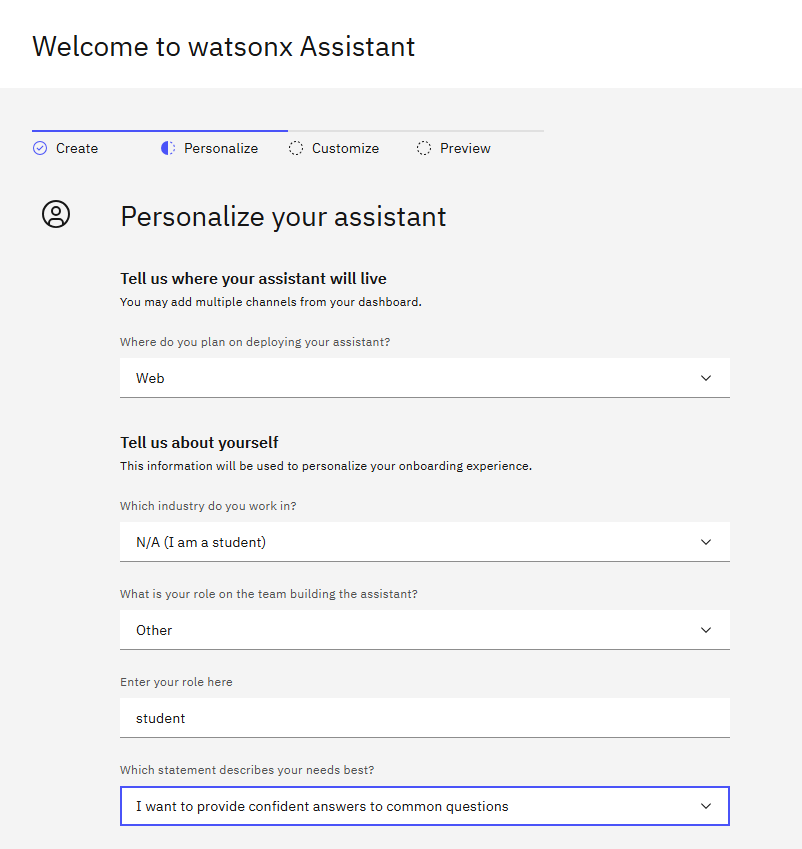 Welcome to watsonx Assistant
Create
Personalize
Customize
Preview
Personalize your assistant
Tell us where your assistant will live
You may add multiple channels from your dashboard.
Where do you plan on deploying your assistant?
Web
Tell us about yourself
This information will be used to personalize your onboarding experience.
Which industry do you work in?
N/A (I am a student)
What is your role on the team building the assistant?
Other
Enter your role here
student
Which statement describes your needs best?
I want to provide confident answers to common questions